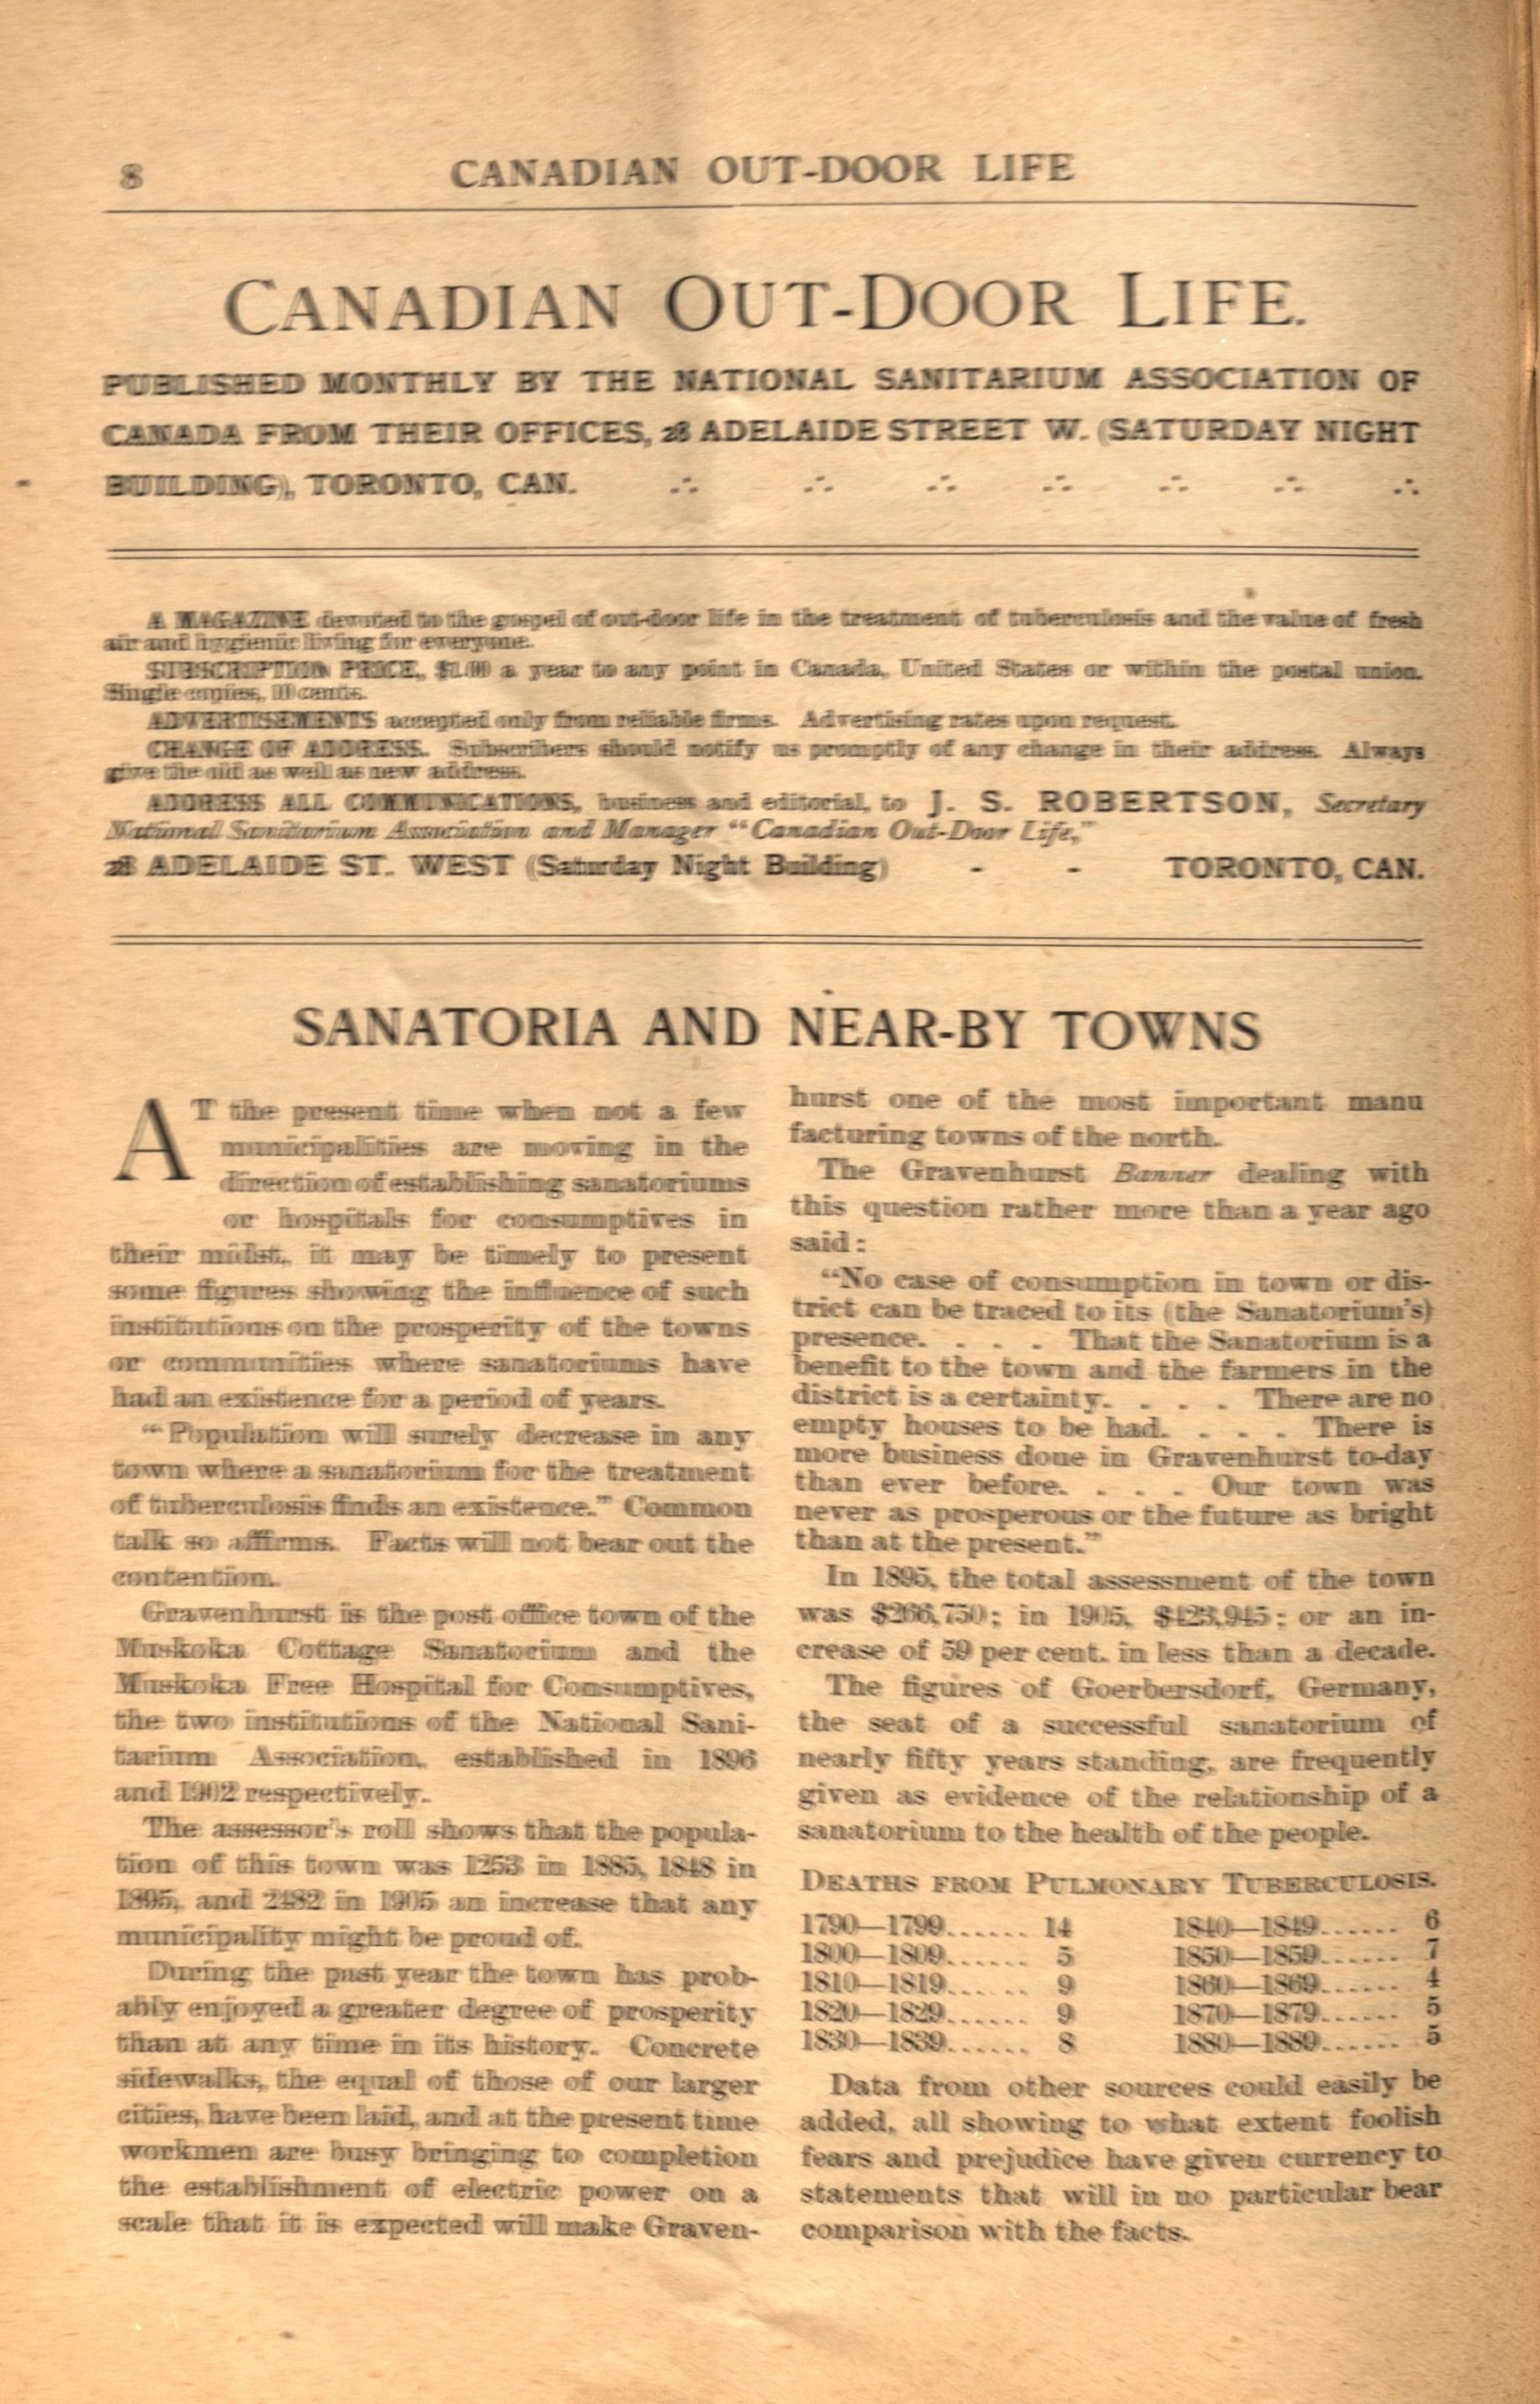 8
CANADIAN OUT-DOOR LIFE
CANADIAN OUT-DOOR LIFE.
PUBLISHED MONTHLY BY THE NATIONAL SANITARIUM ASSOCIATION OF
CANADA FROM THEIR OFFICES, 28 ADELAIDE STREET W. (SATURDAY NIGHT
BUILDING), TORONTO, CAN. ∴ ∴ ∴ ∴ ∴ ∴ ∴
A MAGAZINE devoted to the gospel of out-door life in the treatment of tuberculosis and the value of fresh
air and hygienic living for everyone.
SUBSCRIPTION PRICE, $1.00 a year to any point in Canada, United States or within the postal union.
Single copies, 10 cents.
ADVERTISEMENTS accepted only from reliable firms. Advertising rates upon request.
CHANGE OF ADDRESS. Subscribers should notify us promptly of any change in their address. Always
give the old as well as new address.
ADDRESS ALL COMMUNICATIONS, business and editorial, to J. S. ROBERTSON, Secretary
National Sanitarium Association and Manager "Canadian Out-Door Life,"
28 ADELAIDE ST. WEST (Saturday Night Building) - - TORONTO, CAN.
SANATORIA AND NEAR-BY TOWNS
AT the present time when not a few
municipalities are moving in the
direction of establishing sanatoriums
or hospitals for consumptives in
their midst, it may be timely to present
some figures showing the influence of such
institutions on the prosperity of the towns
or communities where sanatoriums have
had an existence for a period of years.
"Population will surely decrease in any
town where a sanatorium for the treatment
of tuberculosis finds an existence." Common
talk so affirms. Facts will not bear out the
contention.
Gravenhurst is the post office town of the
Muskoka Cottage Sanatorium and the
Muskoka Free Hospital for Consumptives,
the two institutions of the National Sani-
tarium Association, established in 1896
and 1902 respectively.
The assessor's roll shows that the popula-
tion of this town was 1253 in 1885, 1848 in
1895, and 2482 in 1905 an increase that any
municipality might be proud of.
During the past year the town has prob-
ably enjoyed a greater degree of prosperity
than at any time in its history. Concrete
sidewalks, the equal of those of our larger
cities, have been laid, and at the present time
workmen are busy bringing to completion
the establishment of electric power on a
scale that it is expected will make Graven-
hurst one of the most important manu
facturing towns of the north.
The Gravenhurst Banner dealing with
this question rather more than a year ago
said:
"No case of consumption in town or dis-
trict can be traced to its (the Sanatorium's)
presence. . . . That the Sanatorium is a
benefit to the town and the farmers in the
district is a certainty. . . . There are no
empty houses to be had. . . . There is
more business done in Gravenhurst to-day
than ever before. . . . Our town was
never as prosperous or the future as bright
than at the present."
In 1895, the total assessment of the town
was $266,750; in 1905, $423,945; or an in-
crease of 59 per cent. in less than a decade.
The figures of Goerbersdorf, Germany,
the seat of a successful sanatorium of
nearly fifty years standing, are frequently
given as evidence of the relationship of a
sanatorium to the health of the people.
DEATHS FROM PULMONARY TUBERCULOSIS.
1790—1799...... 14 1840—1849...... 6
1800—1809...... 5 1850—1859...... 7
1810—1819...... 9 1860—1869...... 4
1820—1829...... 9 1870—1879...... 5
1830—1839...... 8 1880—1889...... 5
Data from other sources could easily be
added, all showing to what extent foolish
fears and prejudice have given currency to
statements that will in no particular bear
comparison with the facts.